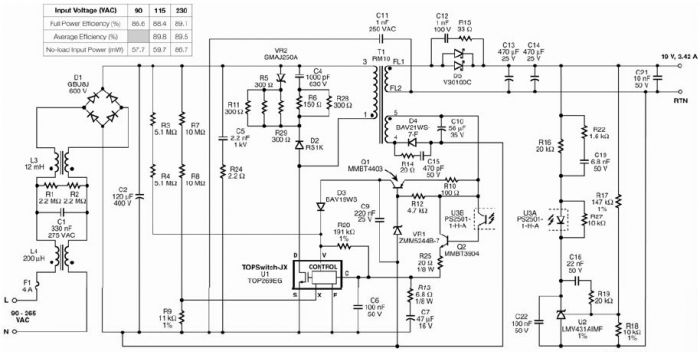 Input Voltage (VAC) 90 115 230
Full Power Efficiency (%) 86.6 88.4 89.1
Average Efficiency (%) 89.8 89.5
No-load Input Power (mW) 57.7 59.7 86.7
C11
1 nF
250 VAC
C12
1 nF
100 V
R15
33 Ω
D5
V30100C
C13
470 µF
25 V
C14
470 µF
25 V
19 V, 3.42 A
C21
10 nF
50 V
RTN
D1
GBU8J
600 V
VR2
SMAJ250A
C4
1000 pF
630 V
T1
RM10
3
1
FL1
FL2
5
4
R5
300 Ω
R11
300 Ω
R6
150 Ω
R28
300 Ω
R29
300 Ω
D2
RS1K
R3
5.1 MΩ
R7
10 MΩ
R4
5.1 MΩ
R8
10 MΩ
C5
2.2 nF
1 kV
R24
2.2 Ω
D4
BAV21WS-
7-F
C10
56 µF
35 V
R14
20 Ω
C15
470 pF
50 V
Q1
MMBT4403
R10
100 Ω
R12
4.7 kΩ
U3B
PS2501-
1-H-A
U3A
PS2501-
1-H-A
R16
20 kΩ
R22
1.6 kΩ
C19
6.8 nF
50 V
R17
147 kΩ
1%
R27
10 kΩ
L3
12 mH
R1
2.2 MΩ
R2
2.2 MΩ
C1
330 nF
275 VAC
L4
200 µH
F1
4 A
L
90 - 265
VAC
N
C2
120 µF
400 V
D3
BAV19WS
C9
220 nF
25 V
R20
191 kΩ
1%
VR1
ZMM5244B-7
Q2
MMBT3904
R25
20 Ω
1/8 W
TOPSwitch-JX
U1
TOP269EG
D
V
CONTROL
C
S
X
F
R13
6.8 Ω
1/8 W
C6
100 nF
50 V
C7
47 µF
16 V
R9
11 kΩ
1%
C16
22 nF
50 V
R19
20 kΩ
C22
100 nF
50 V
U2
LMV431AIMF
1%
R18
10 kΩ
1%